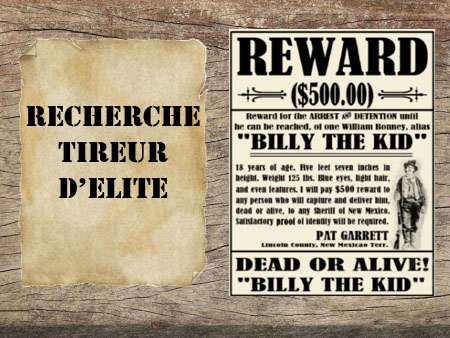 RECHERCHE
TIREUR
D'ELITE
REWARD
($500.00)
Reward for the ARREST AND DETENTION until
he can be reached, of one William Bonney, alias
"BILLY THE KID"
18 years of age. Five feet seven inches in
height. Weight 125 lbs. Blue eyes, light hair,
and even features. I will pay $500 reward to
any person who will capture and deliver him,
dead or alive, to any Sheriff of New Mexico.
Satisfactory proof of identity will be required.
PAT GARRETT
Lincoln County, New Mexicao Terr.
DEAD OR ALIVE!
"BILLY THE KID"